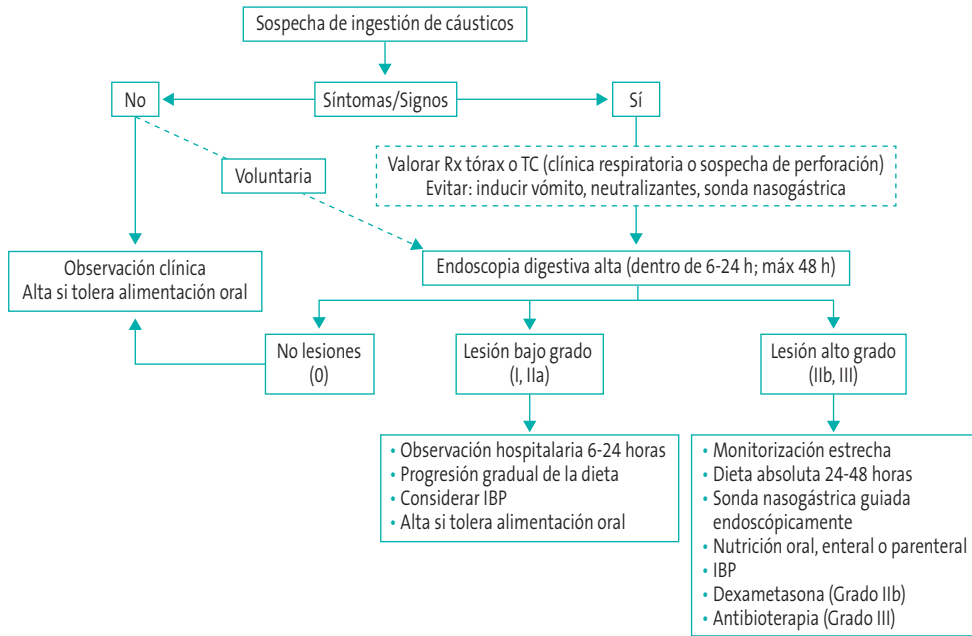 Sospecha de ingestión de cáusticos
No
Síntomas/Signos
Sí
Valorar Rx tórax o TC (clínica respiratoria o sospecha de perforación)
Evitar: inducir vómito, neutralizantes, sonda nasogástrica
Voluntaria
Observación clínica
Alta si tolera alimentación oral
Endoscopia digestiva alta (dentro de 6-24 h; máx 48 h)
No lesiones
(0)
Lesión bajo grado
(I, IIa)
Lesión alto grado
(IIb, III)
• Observación hospitalaria 6-24 horas
• Progresión gradual de la dieta
• Considerar IBP
• Alta si tolera alimentación oral
• Monitorización estrecha
• Dieta absoluta 24-48 horas
• Sonda nasogástrica guiada
endoscópicamente
• Nutrición oral, enteral o parenteral
• IBP
• Dexametasona (Grado IIb)
• Antibioterapia (Grado III)